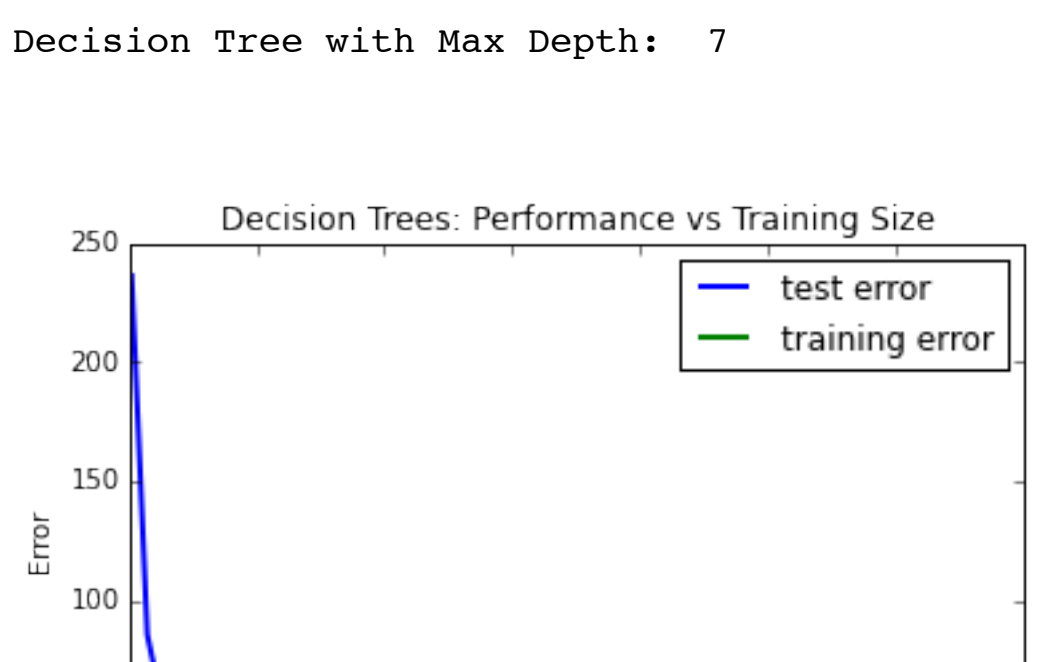 Decision Tree with Max Depth:  7
Decision Trees: Performance vs Training Size
250
test error
training error
200
150
Error
100